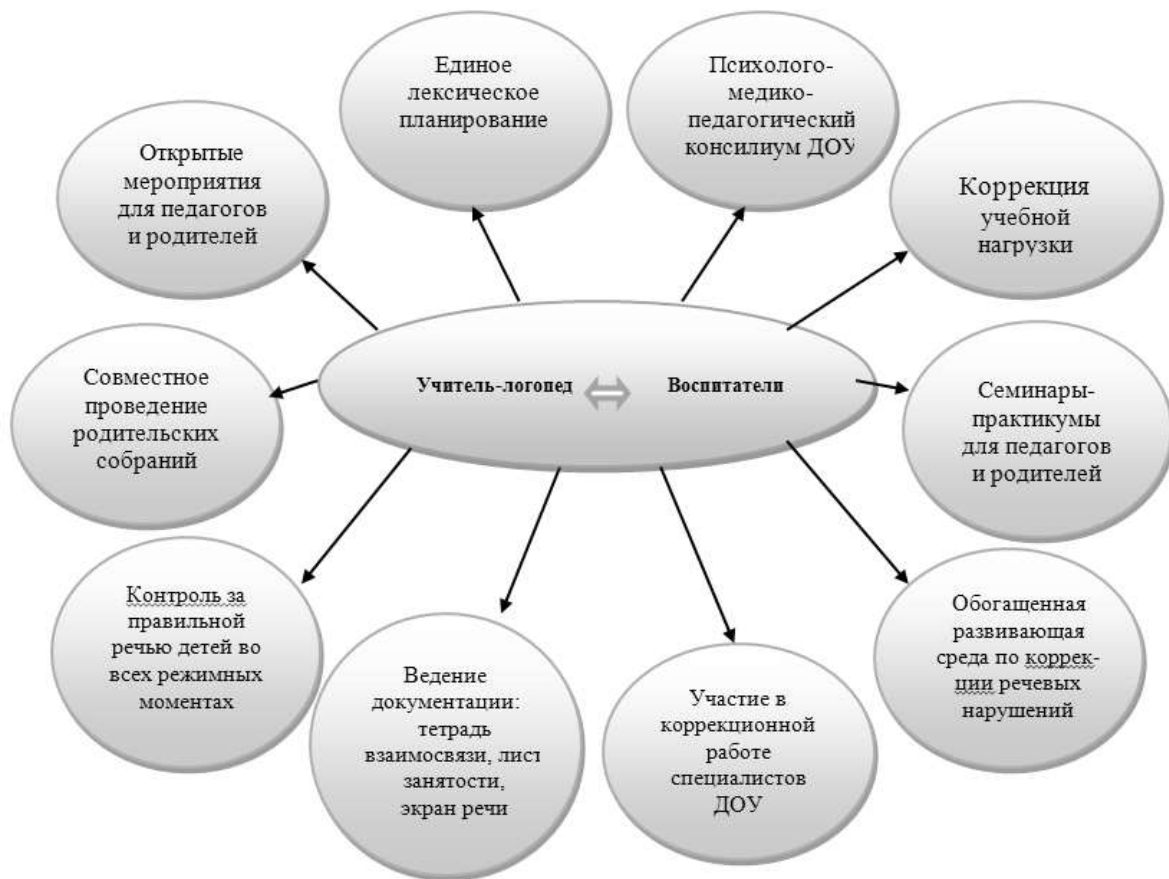 Единое
лексическое
планирование
Психолого-
медико-
педагогический
консилиум ДОУ
Открытые
мероприятия
для педагогов
и родителей
Коррекция
учебной
нагрузки
Учитель-логопед
Воспитатели
Совместное
проведение
родительских
собраний
Семинары-
практикумы
для педагогов
и родителей
Контроль за
правильной
речью детей во
всех режимных
моментах
Ведение
документации:
тетрадь
взаимосвязи, лист
занятости,
экран речи
Участие в
коррекционной
работе
специалистов
ДОУ
Обогащенная
развивающая
среда по коррек-
ции речевых
нарушений